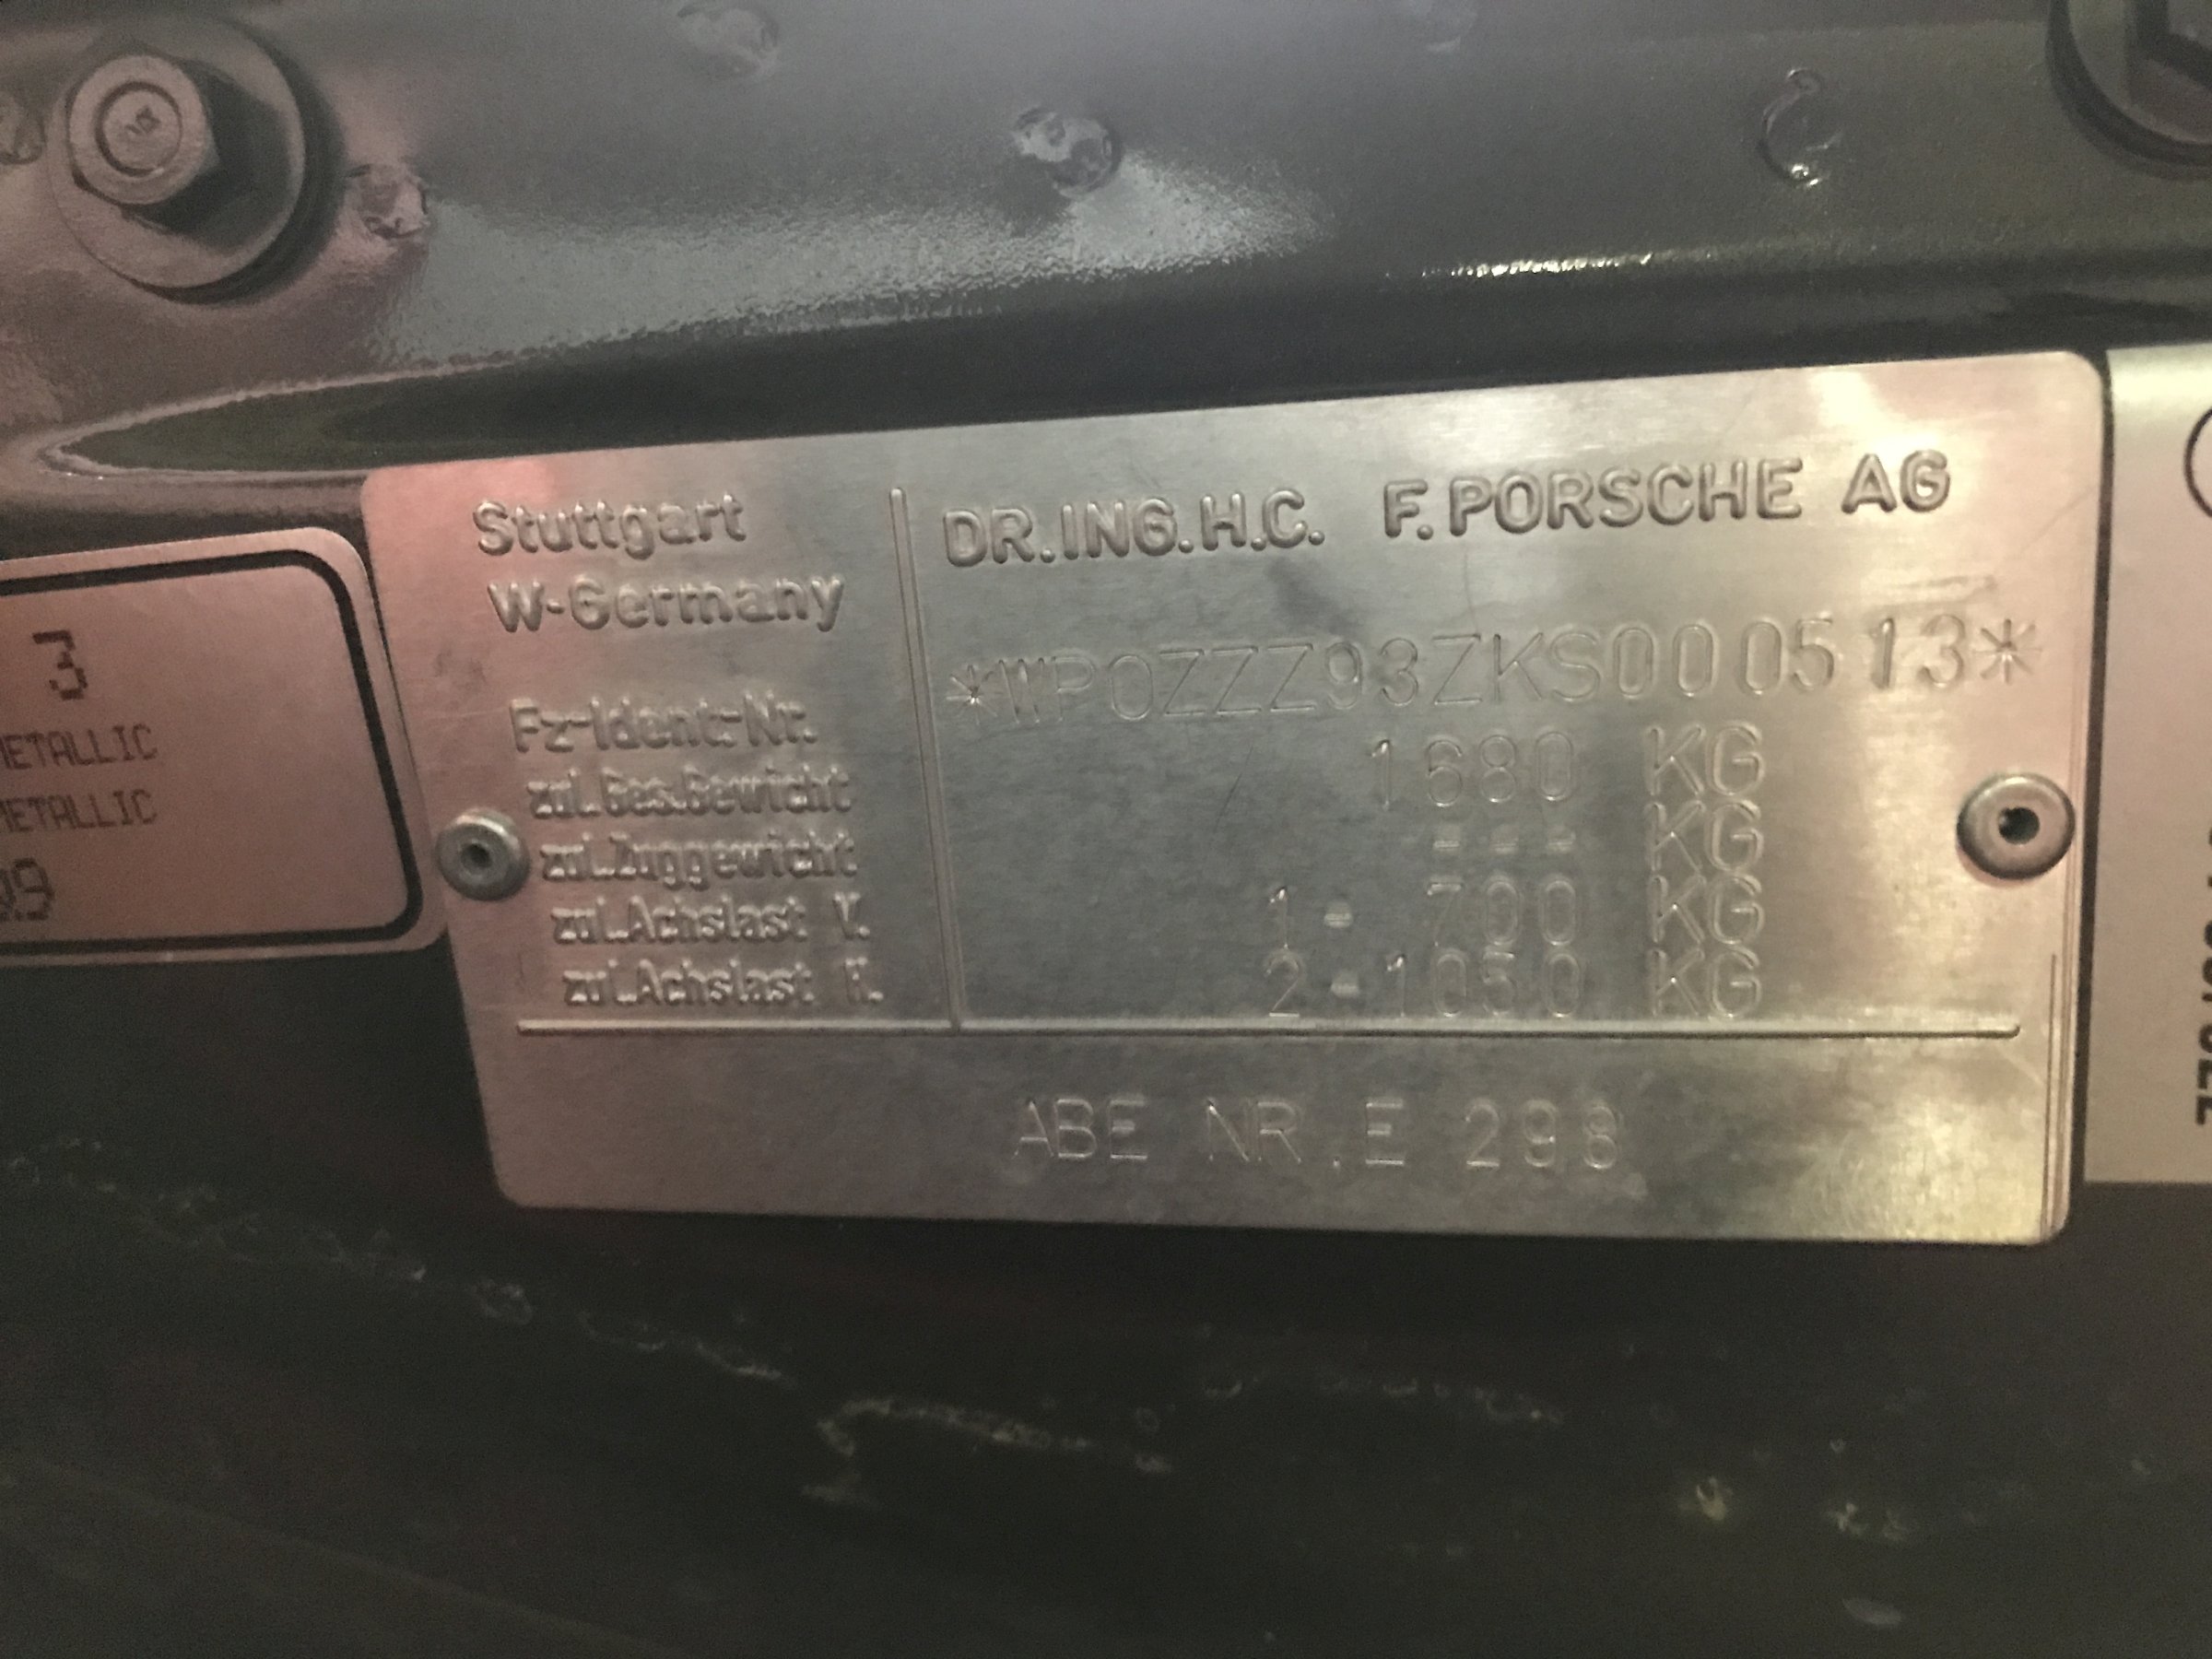 Stuttgart
W-Germany
DR.ING.H.C. F.PORSCHE AG
Fz-Ident.-Nr. *WP0ZZZ93ZKS000513*
zul.Ges.Gewicht 1680 KG
zul.Zuggewicht --- KG
zul.Achslast V. 1- 700 KG
zul.Achslast H. 2-1050 KG
ABE NR.E 298
3
METALLIC
METALLIC